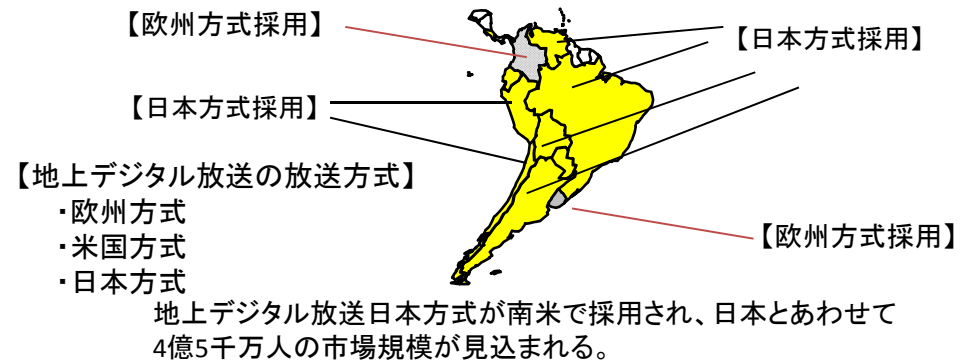 【欧州方式採用】
【日本方式採用】
【日本方式採用】
【地上デジタル放送の放送方式】
・欧州方式
・米国方式
・日本方式
【欧州方式採用】
地上デジタル放送日本方式が南米で採用され、日本とあわせて
4億5千万人の市場規模が見込まれる。